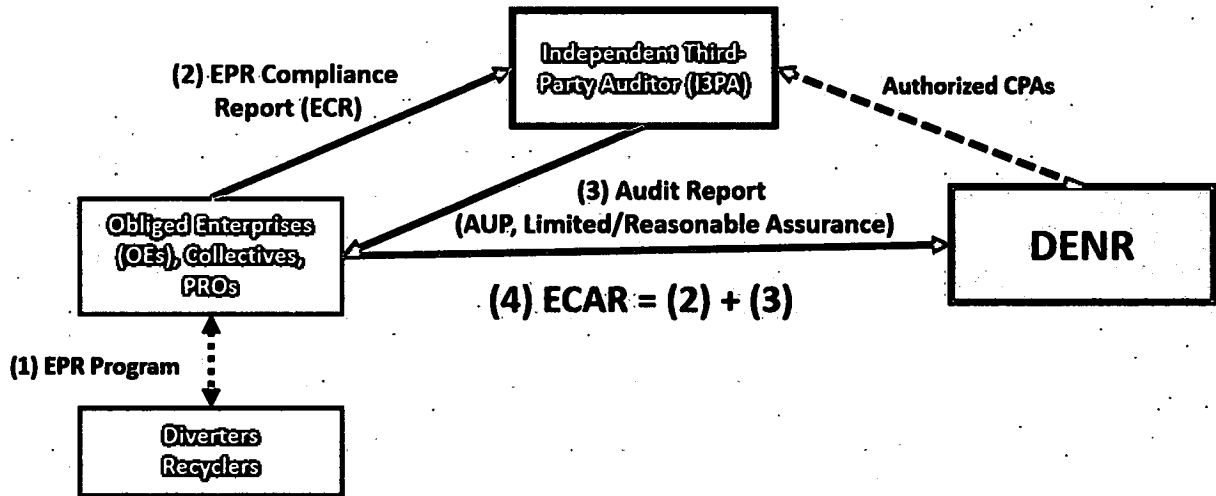 Independent Third-
Party Auditor (I3PA)
(2) EPR Compliance
Report (ECR)
Authorized CPAs
(3) Audit Report
(AUP, Limited/Reasonable Assurance)
Obliged Enterprises
(OEs), Collectives,
PROs
DENR
(4) ECAR = (2) + (3)
(1) EPR Program
Diverters
Recyclers